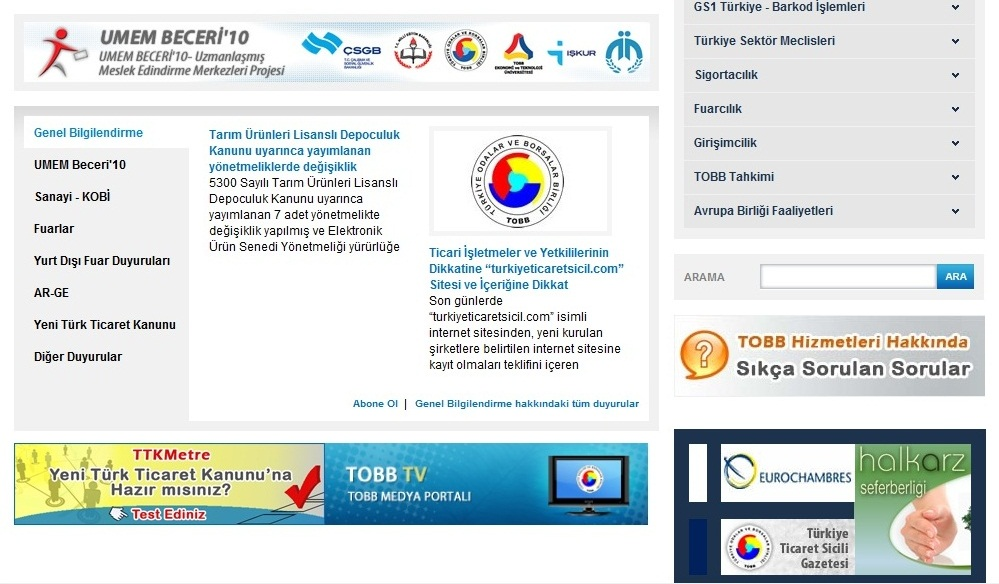 UMEM BECERİ'10
UMEM BECERİ'10- Uzmanlaşmış
Meslek Edindirme Merkezleri Projesi
ÇSGB
İŞKUR
Genel Bilgilendirme
UMEM Beceri'10
Sanayi - KOBİ
Fuarlar
Yurt Dışı Fuar Duyuruları
AR-GE
Yeni Türk Ticaret Kanunu
Diğer Duyurular
Tarım Ürünleri Lisanslı Depoculuk
Kanunu uyarınca yayımlanan
yönetmeliklerde değişiklik
5300 Sayılı Tarım Ürünleri Lisanslı
Depoculuk Kanunu uyarınca
yayımlanan 7 adet yönetmelikte
değişiklik yapılmış ve Elektronik
Ürün Senedi Yönetmeliği yürürlüğe
TÜRKİYE ODALAR VE BORSALAR BİRLİĞİ
TOBB
Ticari İşletmeler ve Yetkililerinin
Dikkatine “turkiyeticaretsicil.com”
Sitesi ve İçeriğine Dikkat
Son günlerde
“turkiyeticaretsicil.com” isimli
internet sitesinden, yeni kurulan
şirketlere belirtilen internet sitesine
kayıt olmaları teklifini içeren
Abone Ol | Genel Bilgilendirme hakkındaki tüm duyurular
TTKMetre
Yeni Türk Ticaret Kanunu’na
Hazır mısınız?
Test Ediniz
TOBB TV
TOBB MEDYA PORTALI
GS1 Türkiye - Barkod İşlemleri
Türkiye Sektör Meclisleri
Sigortacılık
Fuarcılık
Girişimcilik
TOBB Tahkimi
Avrupa Birliği Faaliyetleri
ARAMA
ARA
TOBB Hizmetleri Hakkında
Sıkça Sorulan Sorular
EUROCHAMBRES
halkarz
seferberliği
Türkiye
Ticaret Sicili
Gazetesi